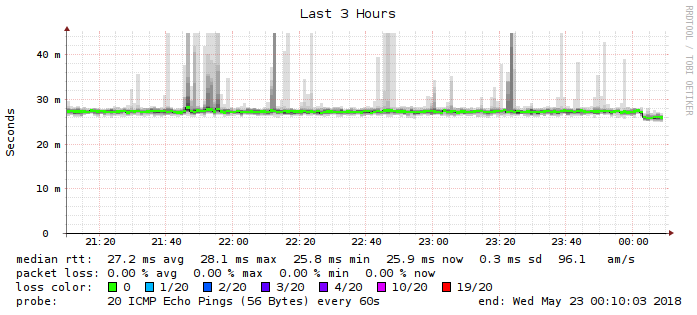 Last 3 Hours
RRDTOOL / TOBI OETIKER
Seconds
40 m
30 m
20 m
10 m
0
21:20 21:40 22:00 22:20 22:40 23:00 23:20 23:40 00:00
median rtt: 27.2 ms avg 28.1 ms max 25.8 ms min 25.9 ms now 0.3 ms sd 96.1 am/s
packet loss: 0.00 % avg 0.00 % max 0.00 % min 0.00 % now
loss color: 0 1/20 2/20 3/20 4/20 10/20 19/20
probe: 20 ICMP Echo Pings (56 Bytes) every 60s end: Wed May 23 00:10:03 2018